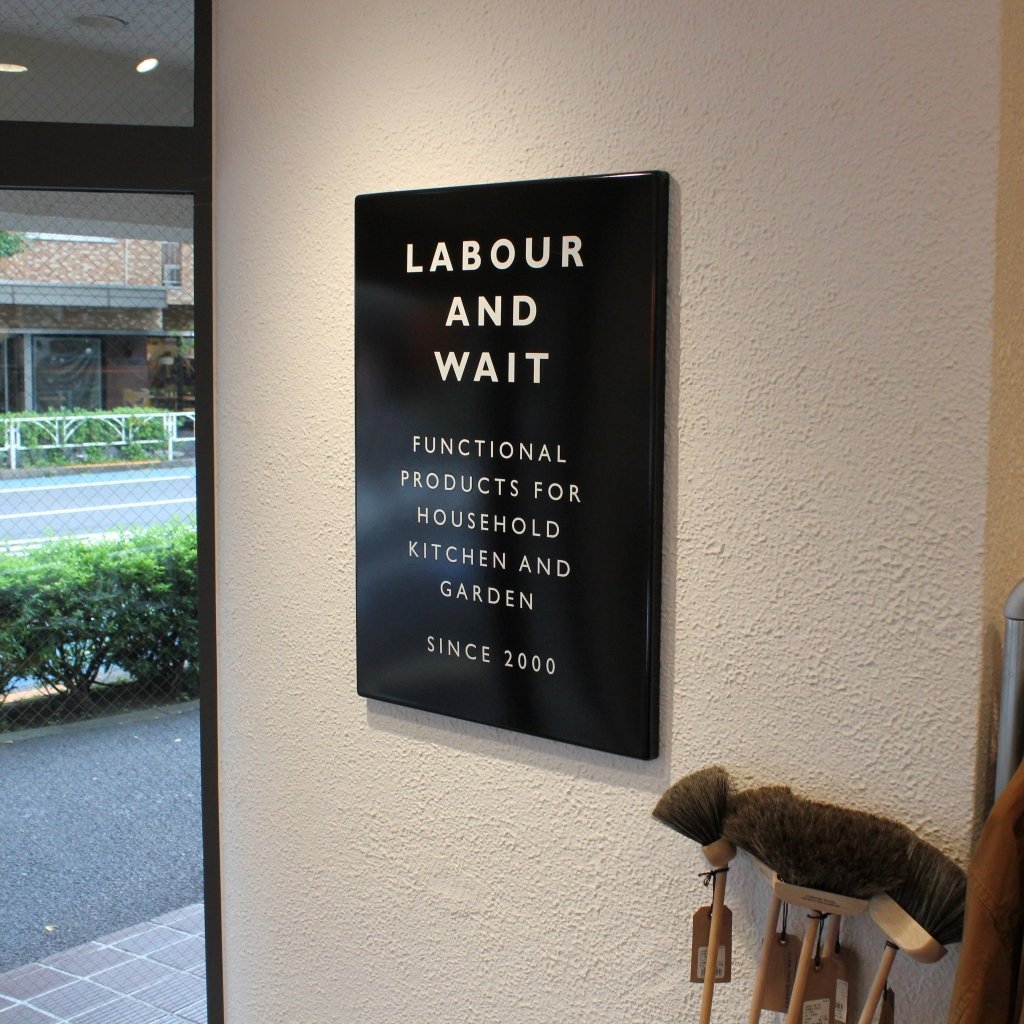 LABOUR
AND
WAIT
FUNCTIONAL
PRODUCTS FOR
HOUSEHOLD
KITCHEN AND
GARDEN
SINCE 2000